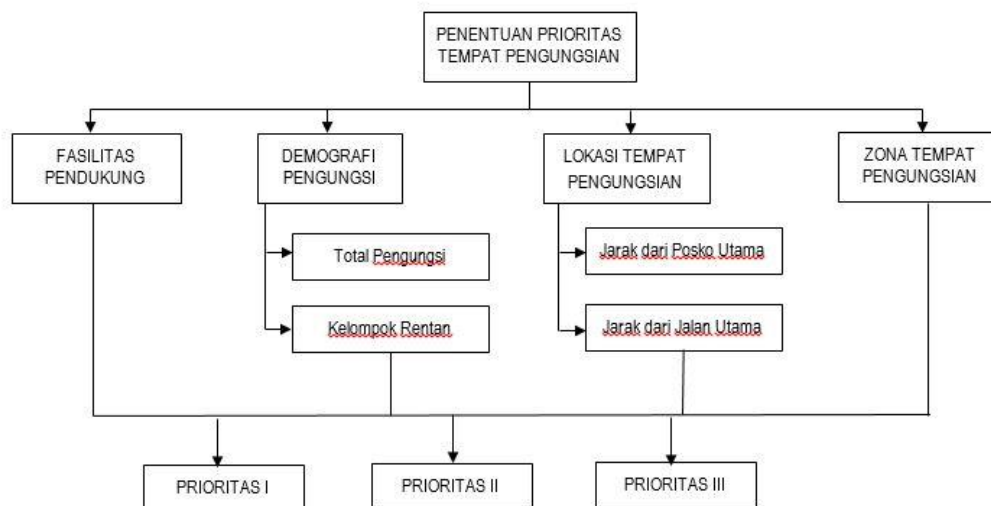 PENENTUAN PRIORITAS
TEMPAT PENGUNGSIAN
FASILITAS
PENDUKUNG
DEMOGRAFI
PENGUNGSI
LOKASI TEMPAT
PENGUNGSIAN
ZONA TEMPAT
PENGUNGSIAN
Total Pengungsi
Jarak dari Posko Utama
Kelompok Rentan
Jarak dari Jalan Utama
PRIORITAS I
PRIORITAS II
PRIORITAS III